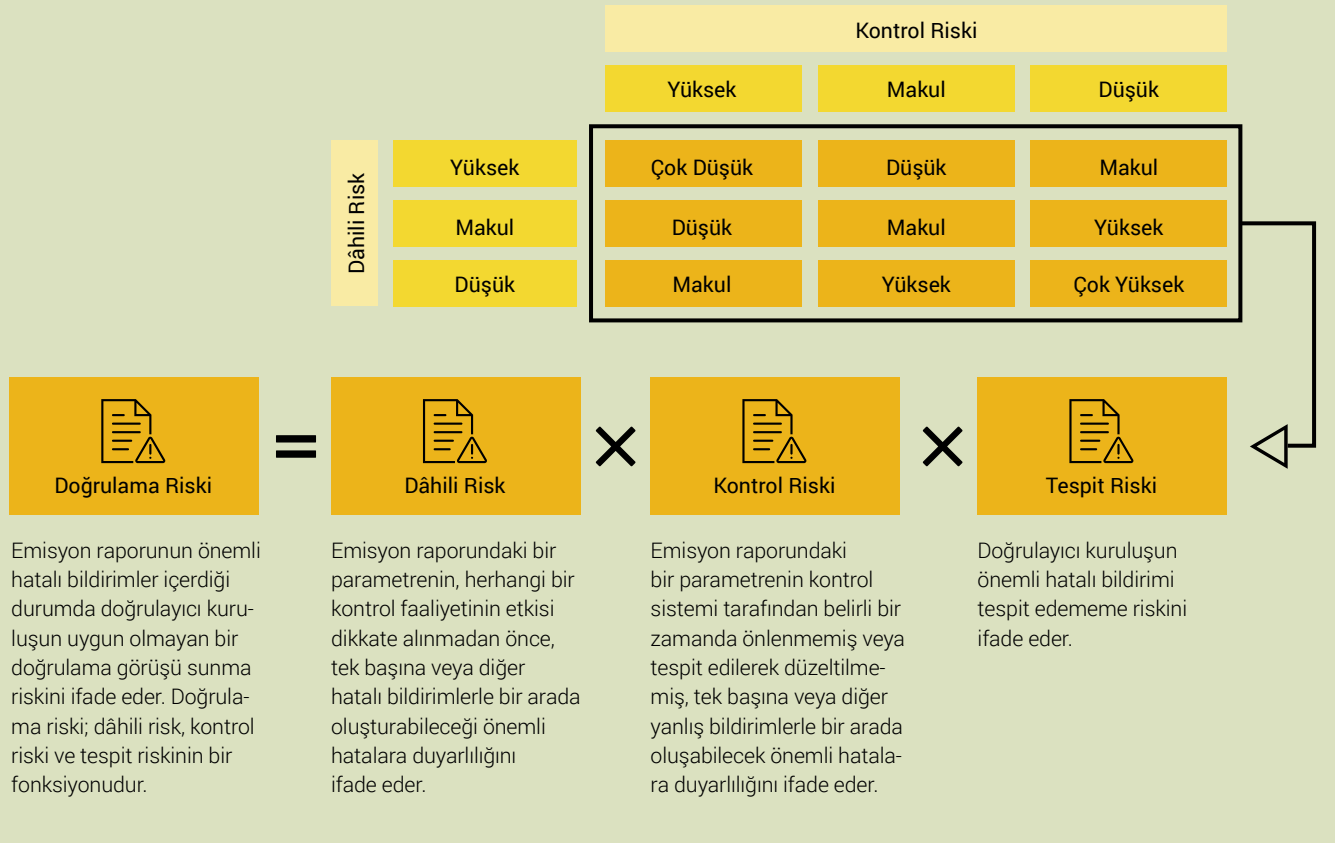 Kontrol Riski
Yüksek Makul Düşük
Dâhili Risk
Yüksek Çok Düşük Düşük Makul
Makul Düşük Makul Yüksek
Düşük Makul Yüksek Çok Yüksek
Doğrulama Riski = Dâhili Risk × Kontrol Riski × Tespit Riski
Emisyon raporunun önemli
hatalı bildirimler içerdiği
durumda doğrulayıcı kuru-
luşun uygun olmayan bir
doğrulama görüşü sunma
riskini ifade eder. Doğrula-
ma riski; dâhili risk, kontrol
riski ve tespit riskinin bir
fonksiyonudur.
Emisyon raporundaki bir
parametrenin, herhangi bir
kontrol faaliyetinin etkisi
dikkate alınmadan önce,
tek başına veya diğer
hatalı bildirimlerle bir arada
oluşturabileceği önemli
hatalara duyarlılığını
ifade eder.
Emisyon raporundaki
bir parametrenin kontrol
sistemi tarafından belirli bir
zamanda önlenmemiş veya
tespit edilerek düzeltilme-
miş, tek başına veya diğer
yanlış bildirimlerle bir arada
oluşabilecek önemli hatala-
ra duyarlılığını ifade eder.
Doğrulayıcı kuruluşun
önemli hatalı bildirimi
tespit edememe riskini
ifade eder.